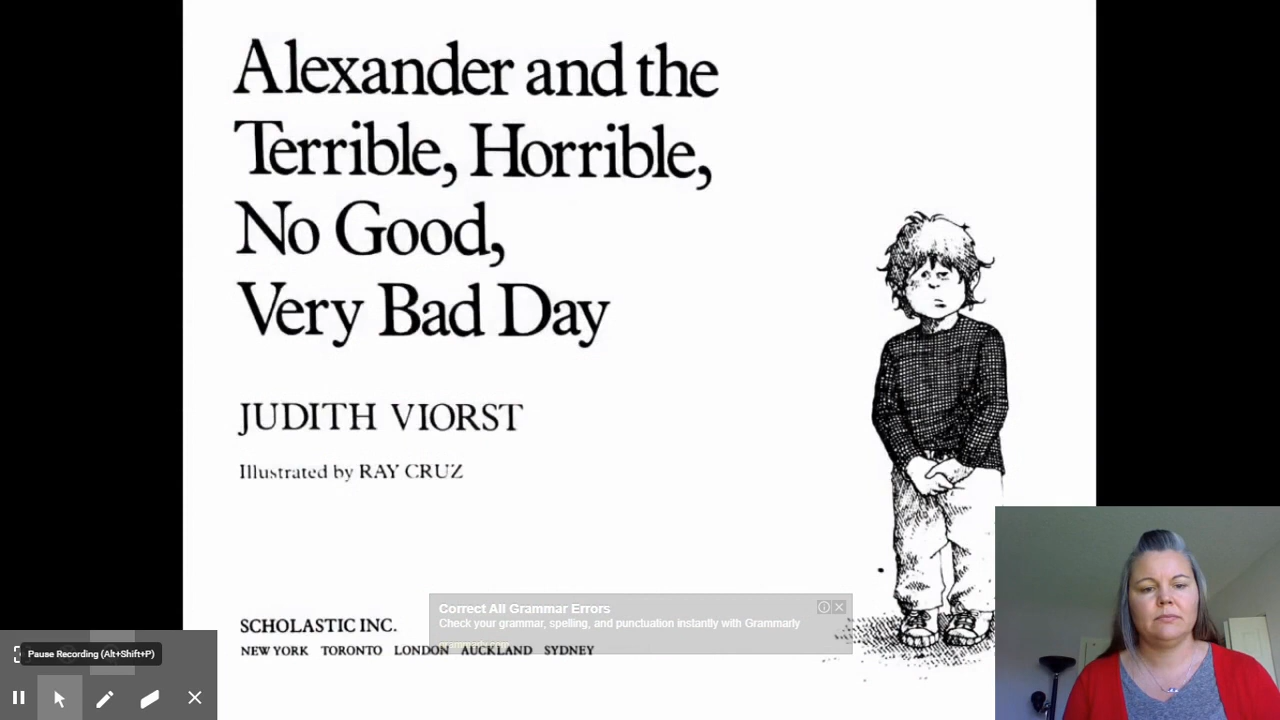 Alexander and the
Terrible, Horrible,
No Good,
Very Bad Day
JUDITH VIORST
Illustrated by RAY CRUZ
Correct All Grammar Errors
Check your grammar, spelling, and punctuation instantly with Grammarly
grammarly.com
SCHOLASTIC INC.
NEW YORK TORONTO LONDON AUCKLAND SYDNEY
Pause Recording (Alt+Shift+P)